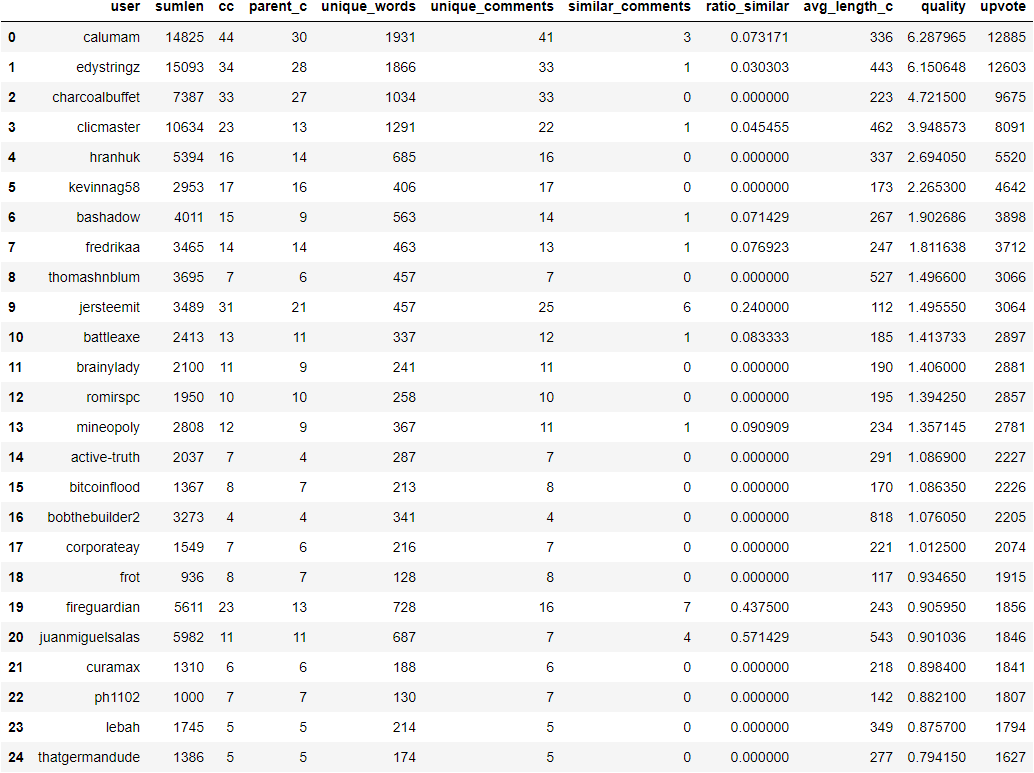 user sumlen cc parent_c unique_words unique_comments similar_comments ratio_similar avg_length_c quality upvote
0 calumam 14825 44 30 1931 41 3 0.073171 336 6.287965 12885
1 edystringz 15093 34 28 1866 33 1 0.030303 443 6.150648 12603
2 charcoalbuffet 7387 33 27 1034 33 0 0.000000 223 4.721500 9675
3 clicmaster 10634 23 13 1291 22 1 0.045455 462 3.948573 8091
4 hranhuk 5394 16 14 685 16 0 0.000000 337 2.694050 5520
5 kevinnag58 2953 17 16 406 17 0 0.000000 173 2.265300 4642
6 bashadow 4011 15 9 563 14 1 0.071429 267 1.902686 3898
7 fredrikaa 3465 14 14 463 13 1 0.076923 247 1.811638 3712
8 thomashnblum 3695 7 6 457 7 0 0.000000 527 1.496600 3066
9 jersteemit 3489 31 21 457 25 6 0.240000 112 1.495550 3064
10 battleaxe 2413 13 11 337 12 1 0.083333 185 1.413733 2897
11 brainylady 2100 11 9 241 11 0 0.000000 190 1.406000 2881
12 romirspc 1950 10 10 258 10 0 0.000000 195 1.394250 2857
13 mineopoly 2808 12 9 367 11 1 0.090909 234 1.357145 2781
14 active-truth 2037 7 4 287 7 0 0.000000 291 1.086900 2227
15 bitcoinflood 1367 8 7 213 8 0 0.000000 170 1.086350 2226
16 bobthebuilder2 3273 4 4 341 4 0 0.000000 818 1.076050 2205
17 corporateay 1549 7 6 216 7 0 0.000000 221 1.012500 2074
18 frot 936 8 7 128 8 0 0.000000 117 0.934650 1915
19 fireguardian 5611 23 13 728 16 7 0.437500 243 0.905950 1856
20 juanmiguelsalas 5982 11 11 687 7 4 0.571429 543 0.901036 1846
21 curamax 1310 6 6 188 6 0 0.000000 218 0.898400 1841
22 ph1102 1000 7 7 130 7 0 0.000000 142 0.882100 1807
23 lebah 1745 5 5 214 5 0 0.000000 349 0.875700 1794
24 thatgermandude 1386 5 5 174 5 0 0.000000 277 0.794150 1627